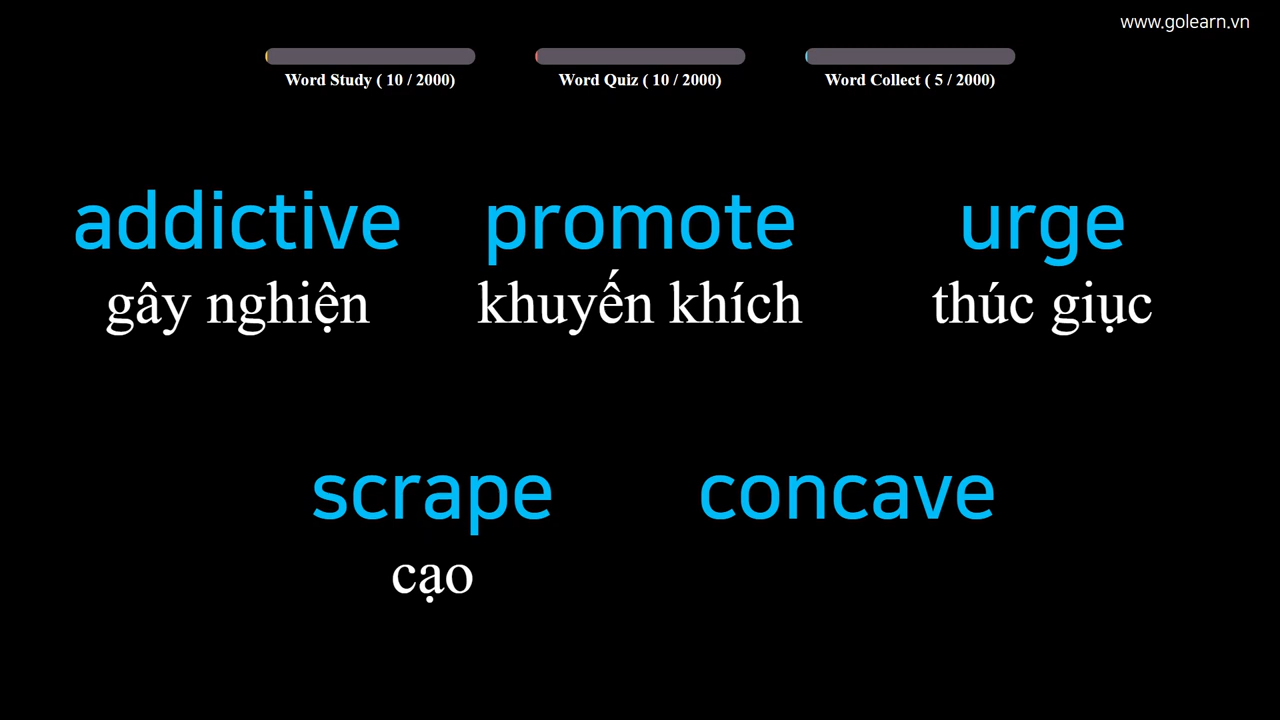 www.golearn.vn
Word Study ( 10 / 2000)
Word Quiz ( 10 / 2000)
Word Collect ( 5 / 2000)
addictive promote urge
gây nghiện khuyến khích thúc giục
scrape concave
cạo